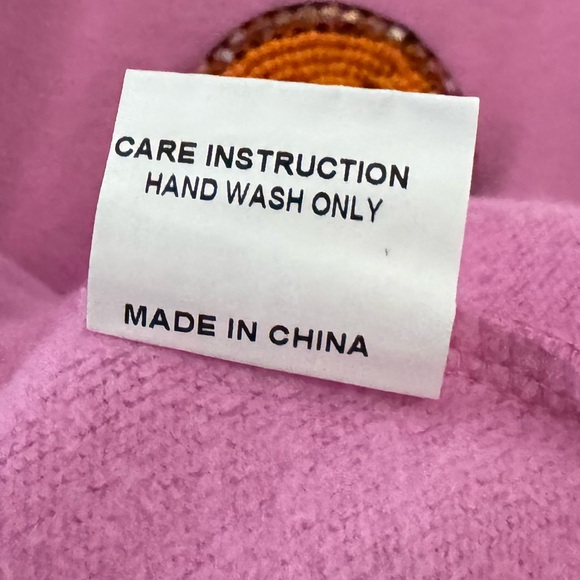 CARE INSTRUCTION
HAND WASH ONLY
MADE IN CHINA